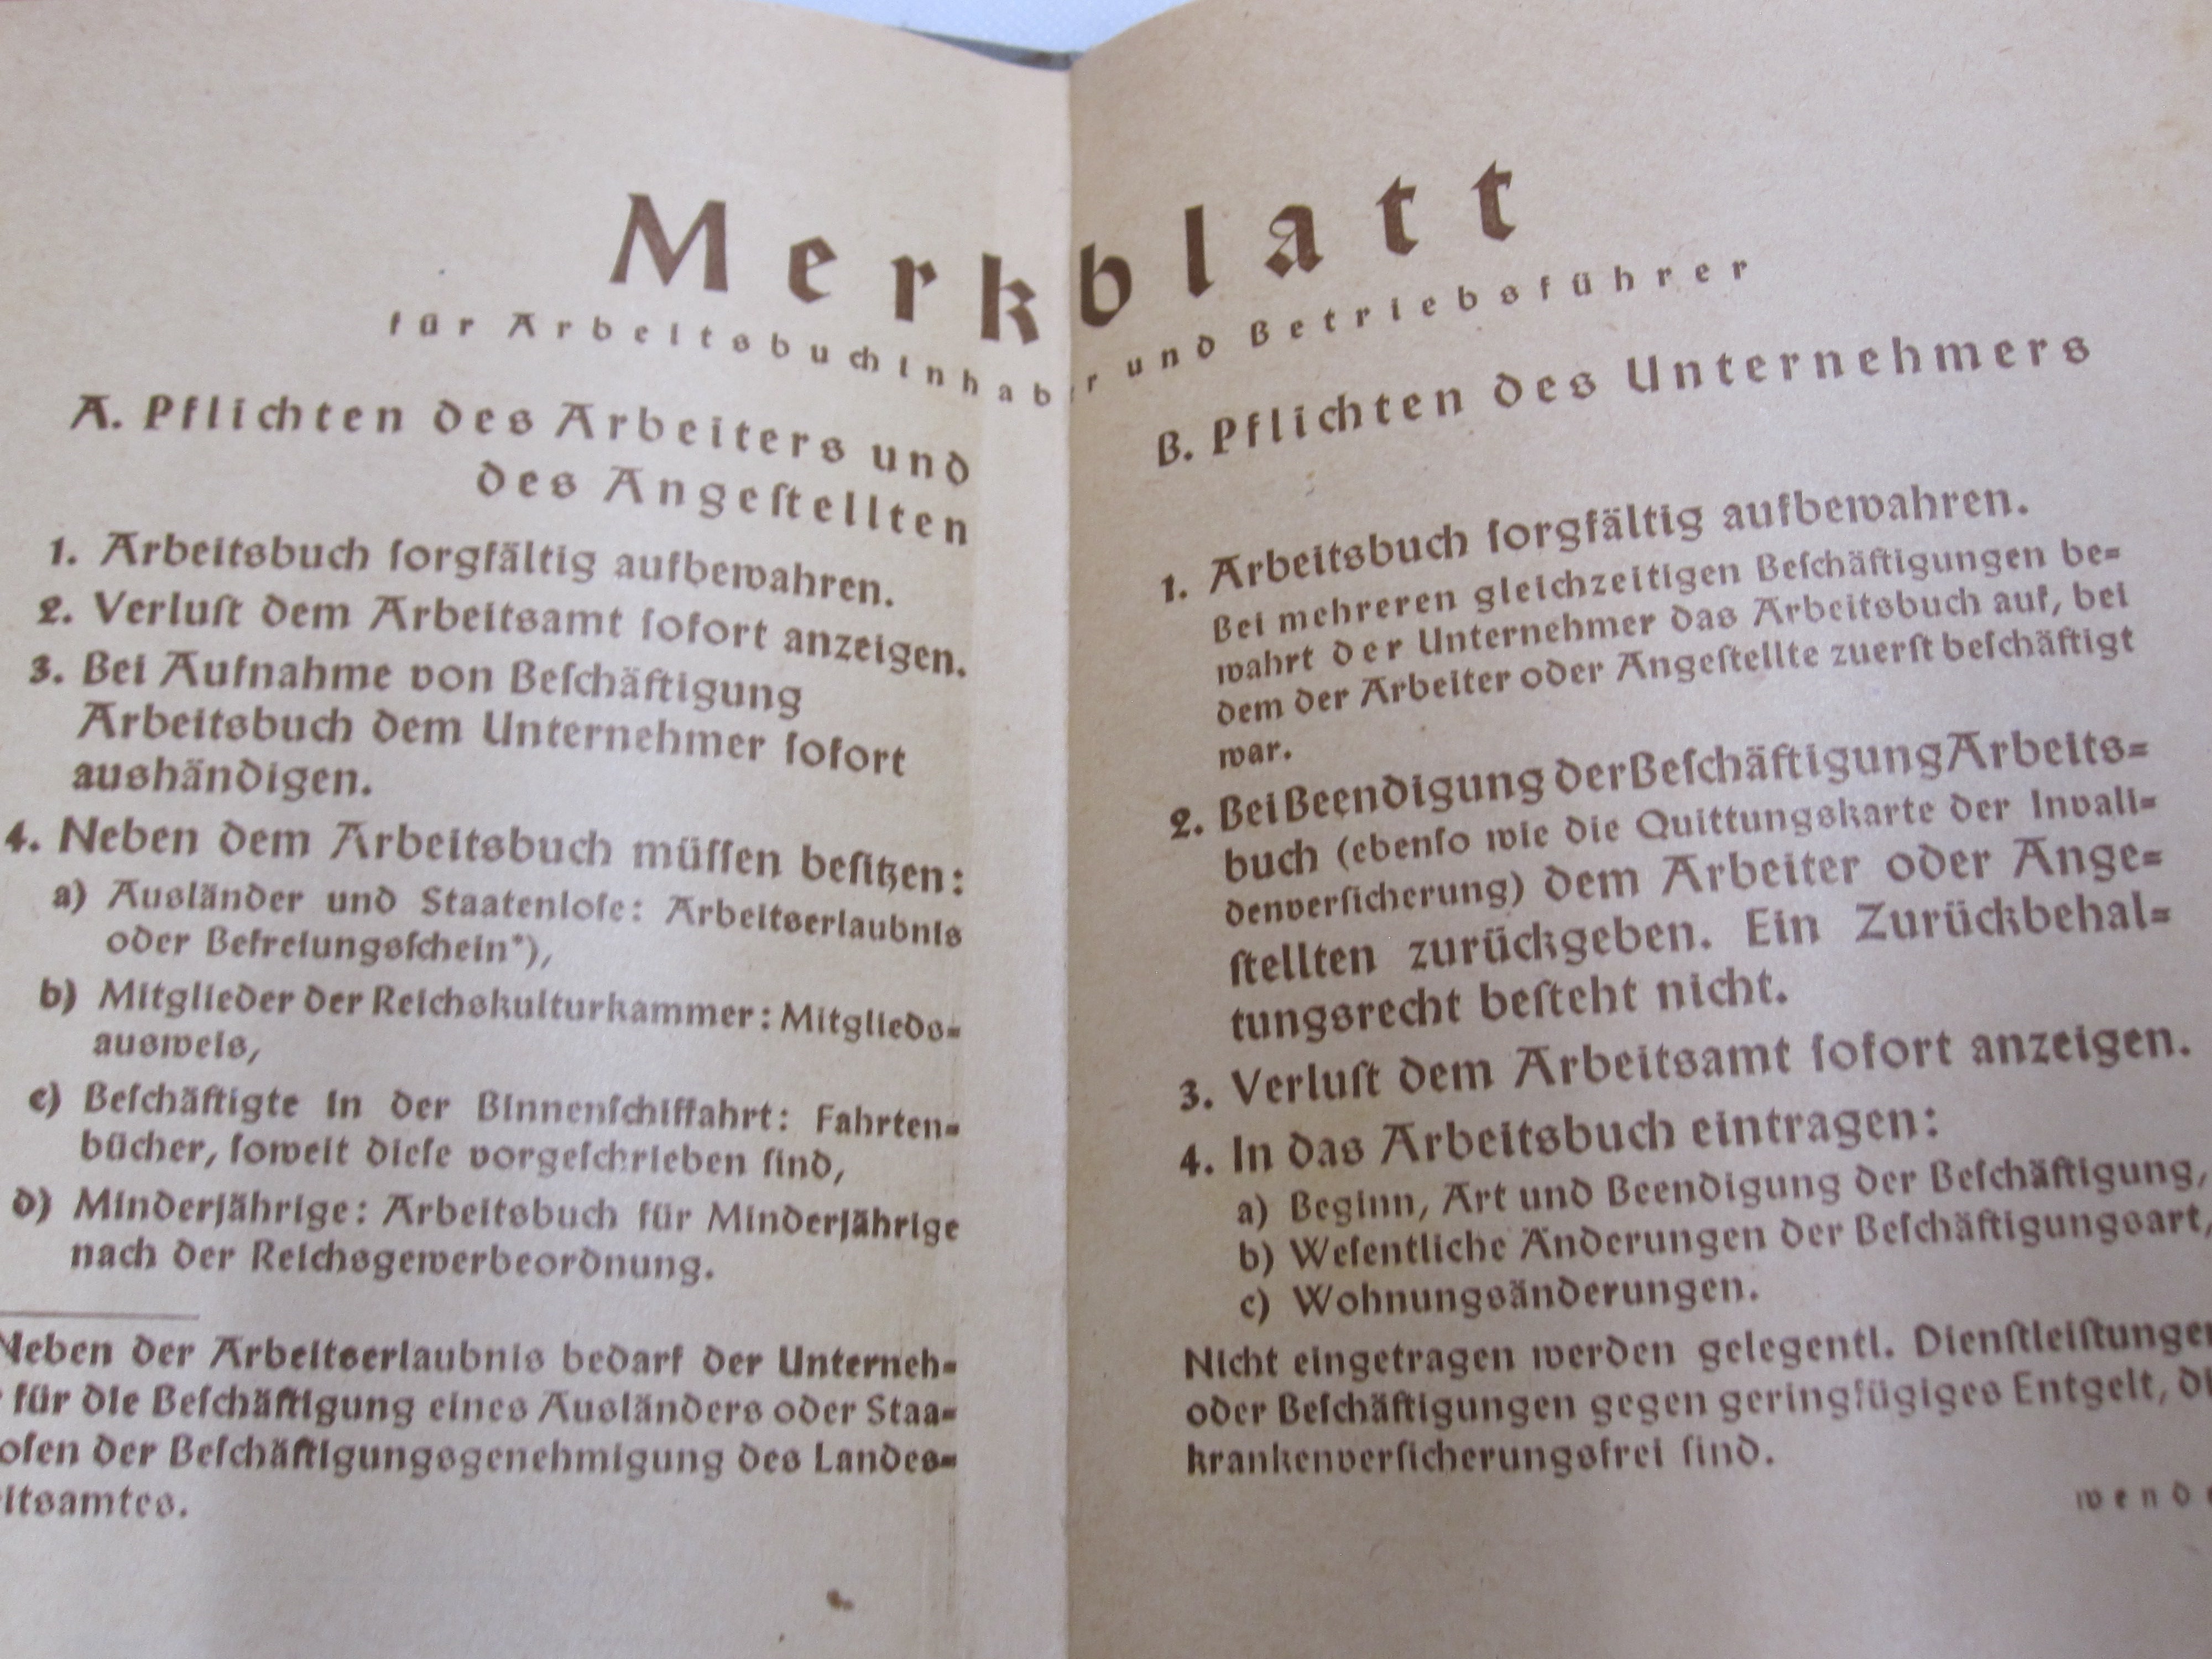 Merkblatt
für Arbeitsbuchinhaber und Betriebsführer
A. Pflichten des Arbeiters und
des Angeſtellten
1. Arbeitsbuch ſorgfältig aufbewahren.
2. Verluſt dem Arbeitsamt ſofort anzeigen.
3. Bei Aufnahme von Beſchäftigung
Arbeitsbuch dem Unternehmer ſofort
aushändigen.
4. Neben dem Arbeitsbuch müſſen beſitzen:
a) Ausländer und Staatenloſe: Arbeitserlaubnis
oder Befreiungsſchein*),
b) Mitglieder der Reichskulturkammer: Mitglieds=
ausweis,
c) Beſchäftigte in der Binnenſchiffahrt: Fahrten=
bücher, ſoweit dieſe vorgeſchrieben ſind,
d) Minderjährige: Arbeitsbuch für Minderjährige
nach der Reichsgewerbeordnung.
Neben der Arbeitserlaubnis bedarf der Unterneh=
für die Beſchäftigung eines Ausländers oder Staa=
oſen der Beſchäftigungsgenehmigung des Landes=
itsamtes.
B. Pflichten des Unternehmers
1. Arbeitsbuch ſorgfältig aufbewahren.
Bei mehreren gleichzeitigen Beſchäftigungen be=
wahrt der Unternehmer das Arbeitsbuch auf, bei
dem der Arbeiter oder Angeſtellte zuerſt beſchäftigt
war.
2. Bei Beendigung der Beſchäftigung Arbeits=
buch (ebenſo wie die Quittungskarte der Invali=
denverſicherung) dem Arbeiter oder Ange=
ſtellten zurückgeben. Ein Zurückbehal=
tungsrecht beſteht nicht.
3. Verluſt dem Arbeitsamt ſofort anzeigen.
4. In das Arbeitsbuch eintragen:
a) Beginn, Art und Beendigung der Beſchäftigung,
b) Weſentliche Änderungen der Beſchäftigungsart,
c) Wohnungsänderungen.
Nicht eingetragen werden gelegentl. Dienſtleiſtungen
oder Beſchäftigungen gegen geringfügiges Entgelt, di
krankenverſicherungsfrei ſind.
wende